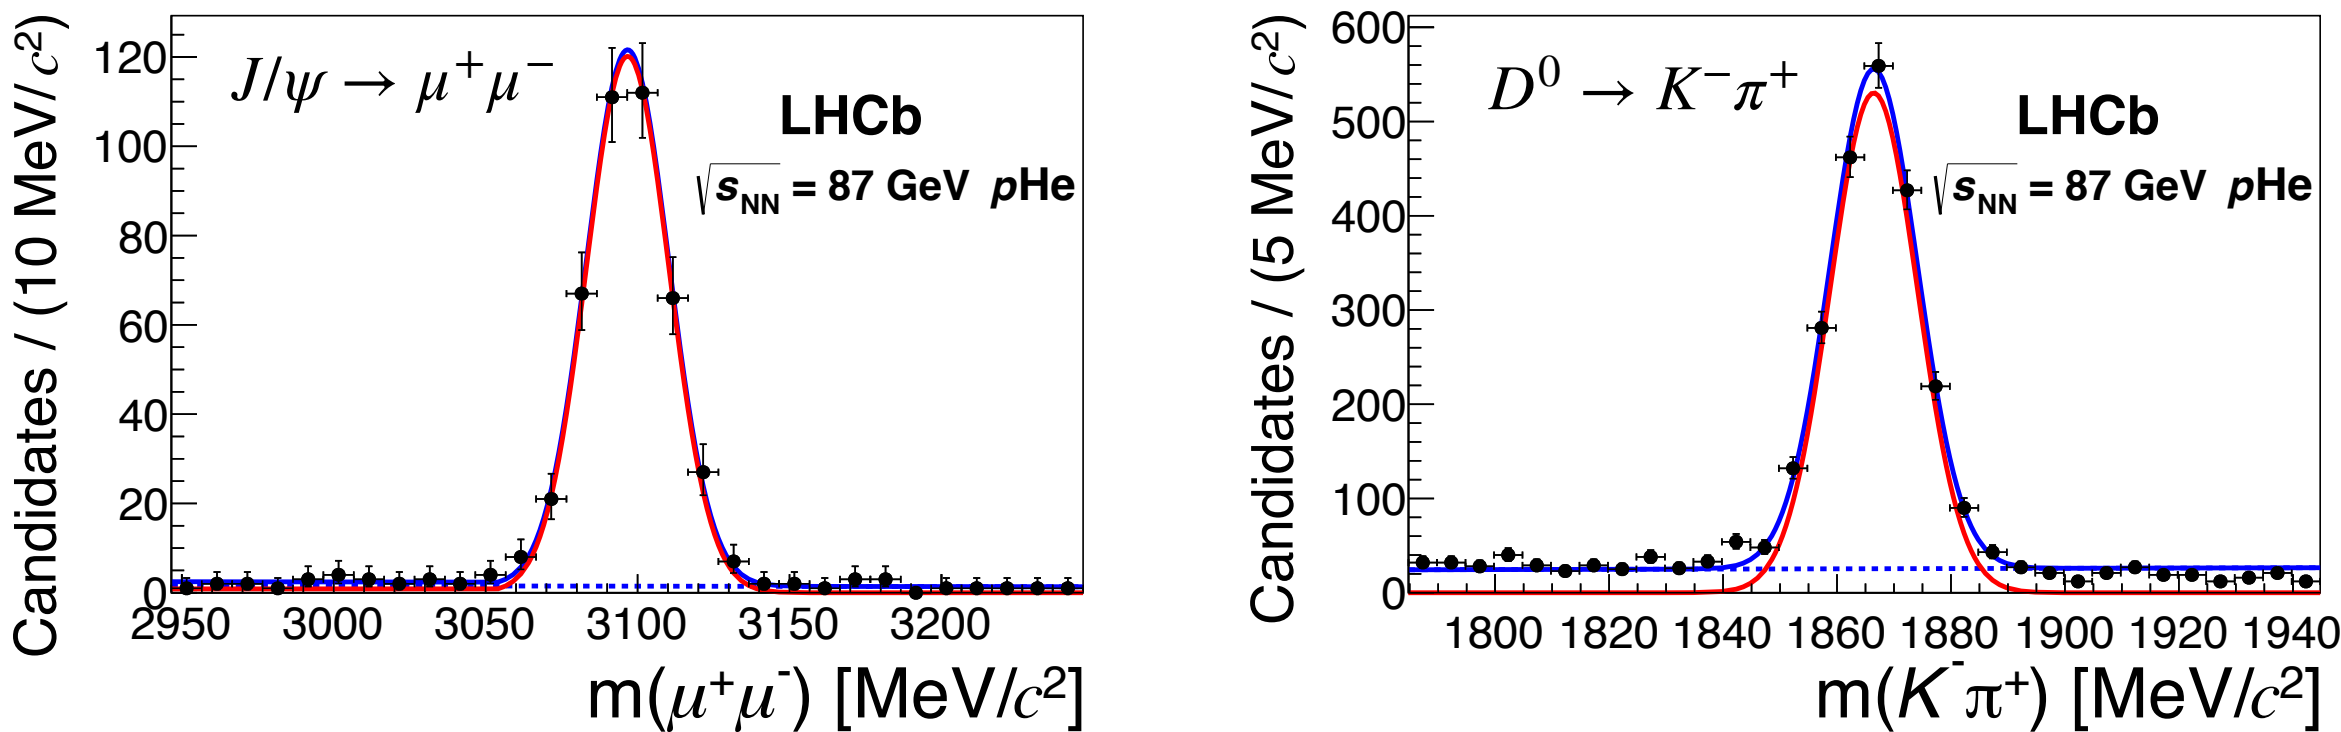 Candidates / (10 MeV/c²)
120
100
80
60
40
20
0
J/ψ → μ⁺μ⁻
LHCb
√sNN = 87 GeV pHe
2950 3000 3050 3100 3150 3200
m(μ⁺μ⁻) [MeV/c²]
Candidates / (5 MeV/c²)
600
500
400
300
200
100
0
D⁰ → K⁻π⁺
LHCb
√sNN = 87 GeV pHe
1800 1820 1840 1860 1880 1900 1920 1940
m(K⁻π⁺) [MeV/c²]